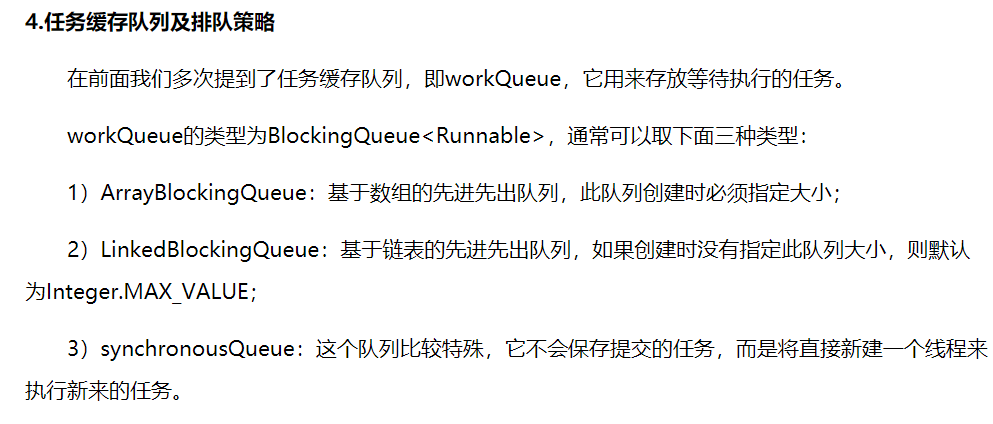 4.任务缓存队列及排队策略
在前面我们多次提到了任务缓存队列，即workQueue，它用来存放等待执行的任务。
workQueue的类型为BlockingQueue<Runnable>，通常可以取下面三种类型：
1）ArrayBlockingQueue：基于数组的先进先出队列，此队列创建时必须指定大小；
2）LinkedBlockingQueue：基于链表的先进先出队列，如果创建时没有指定此队列大小，则默认
为Integer.MAX_VALUE；
3）synchronousQueue：这个队列比较特殊，它不会保存提交的任务，而是将直接新建一个线程来
执行新来的任务。